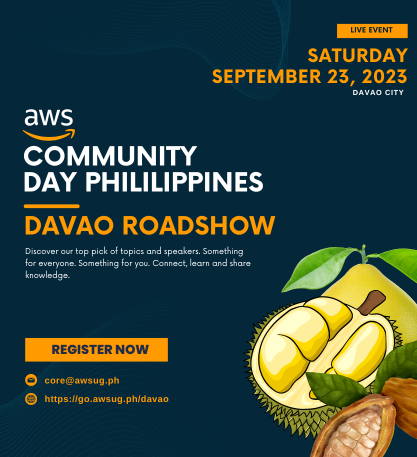 LIVE EVENT
SATURDAY
SEPTEMBER 23, 2023
DAVAO CITY
aws
COMMUNITY
DAY PHILILIPPINES
DAVAO ROADSHOW
Discover our top pick of topics and speakers. Something
for everyone. Something for you. Connect, learn and share
knowledge.
REGISTER NOW
core@awsug.ph
https://go.awsug.ph/davao